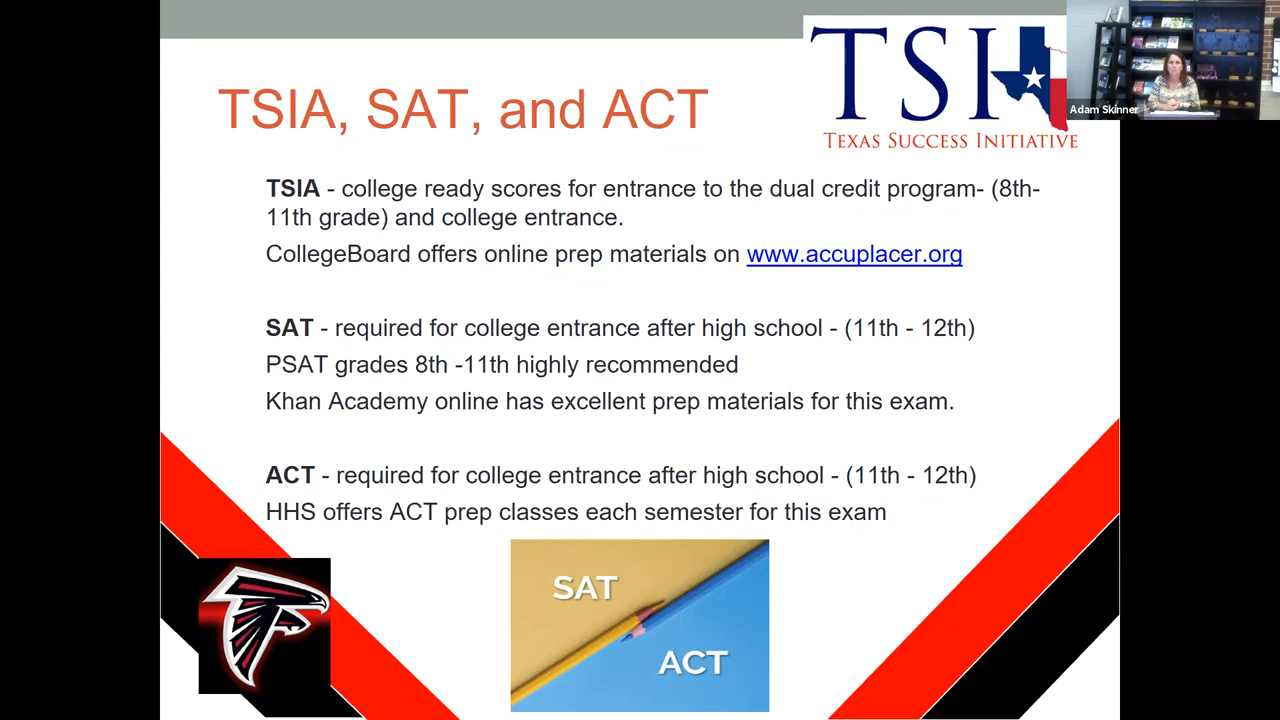 TSI
TEXAS SUCCESS INITIATIVE
Adam Skinner
TSIA, SAT, and ACT
TSIA - college ready scores for entrance to the dual credit program- (8th-
11th grade) and college entrance.
CollegeBoard offers online prep materials on www.accuplacer.org
SAT - required for college entrance after high school - (11th - 12th)
PSAT grades 8th -11th highly recommended
Khan Academy online has excellent prep materials for this exam.
ACT - required for college entrance after high school - (11th - 12th)
HHS offers ACT prep classes each semester for this exam
SAT
ACT